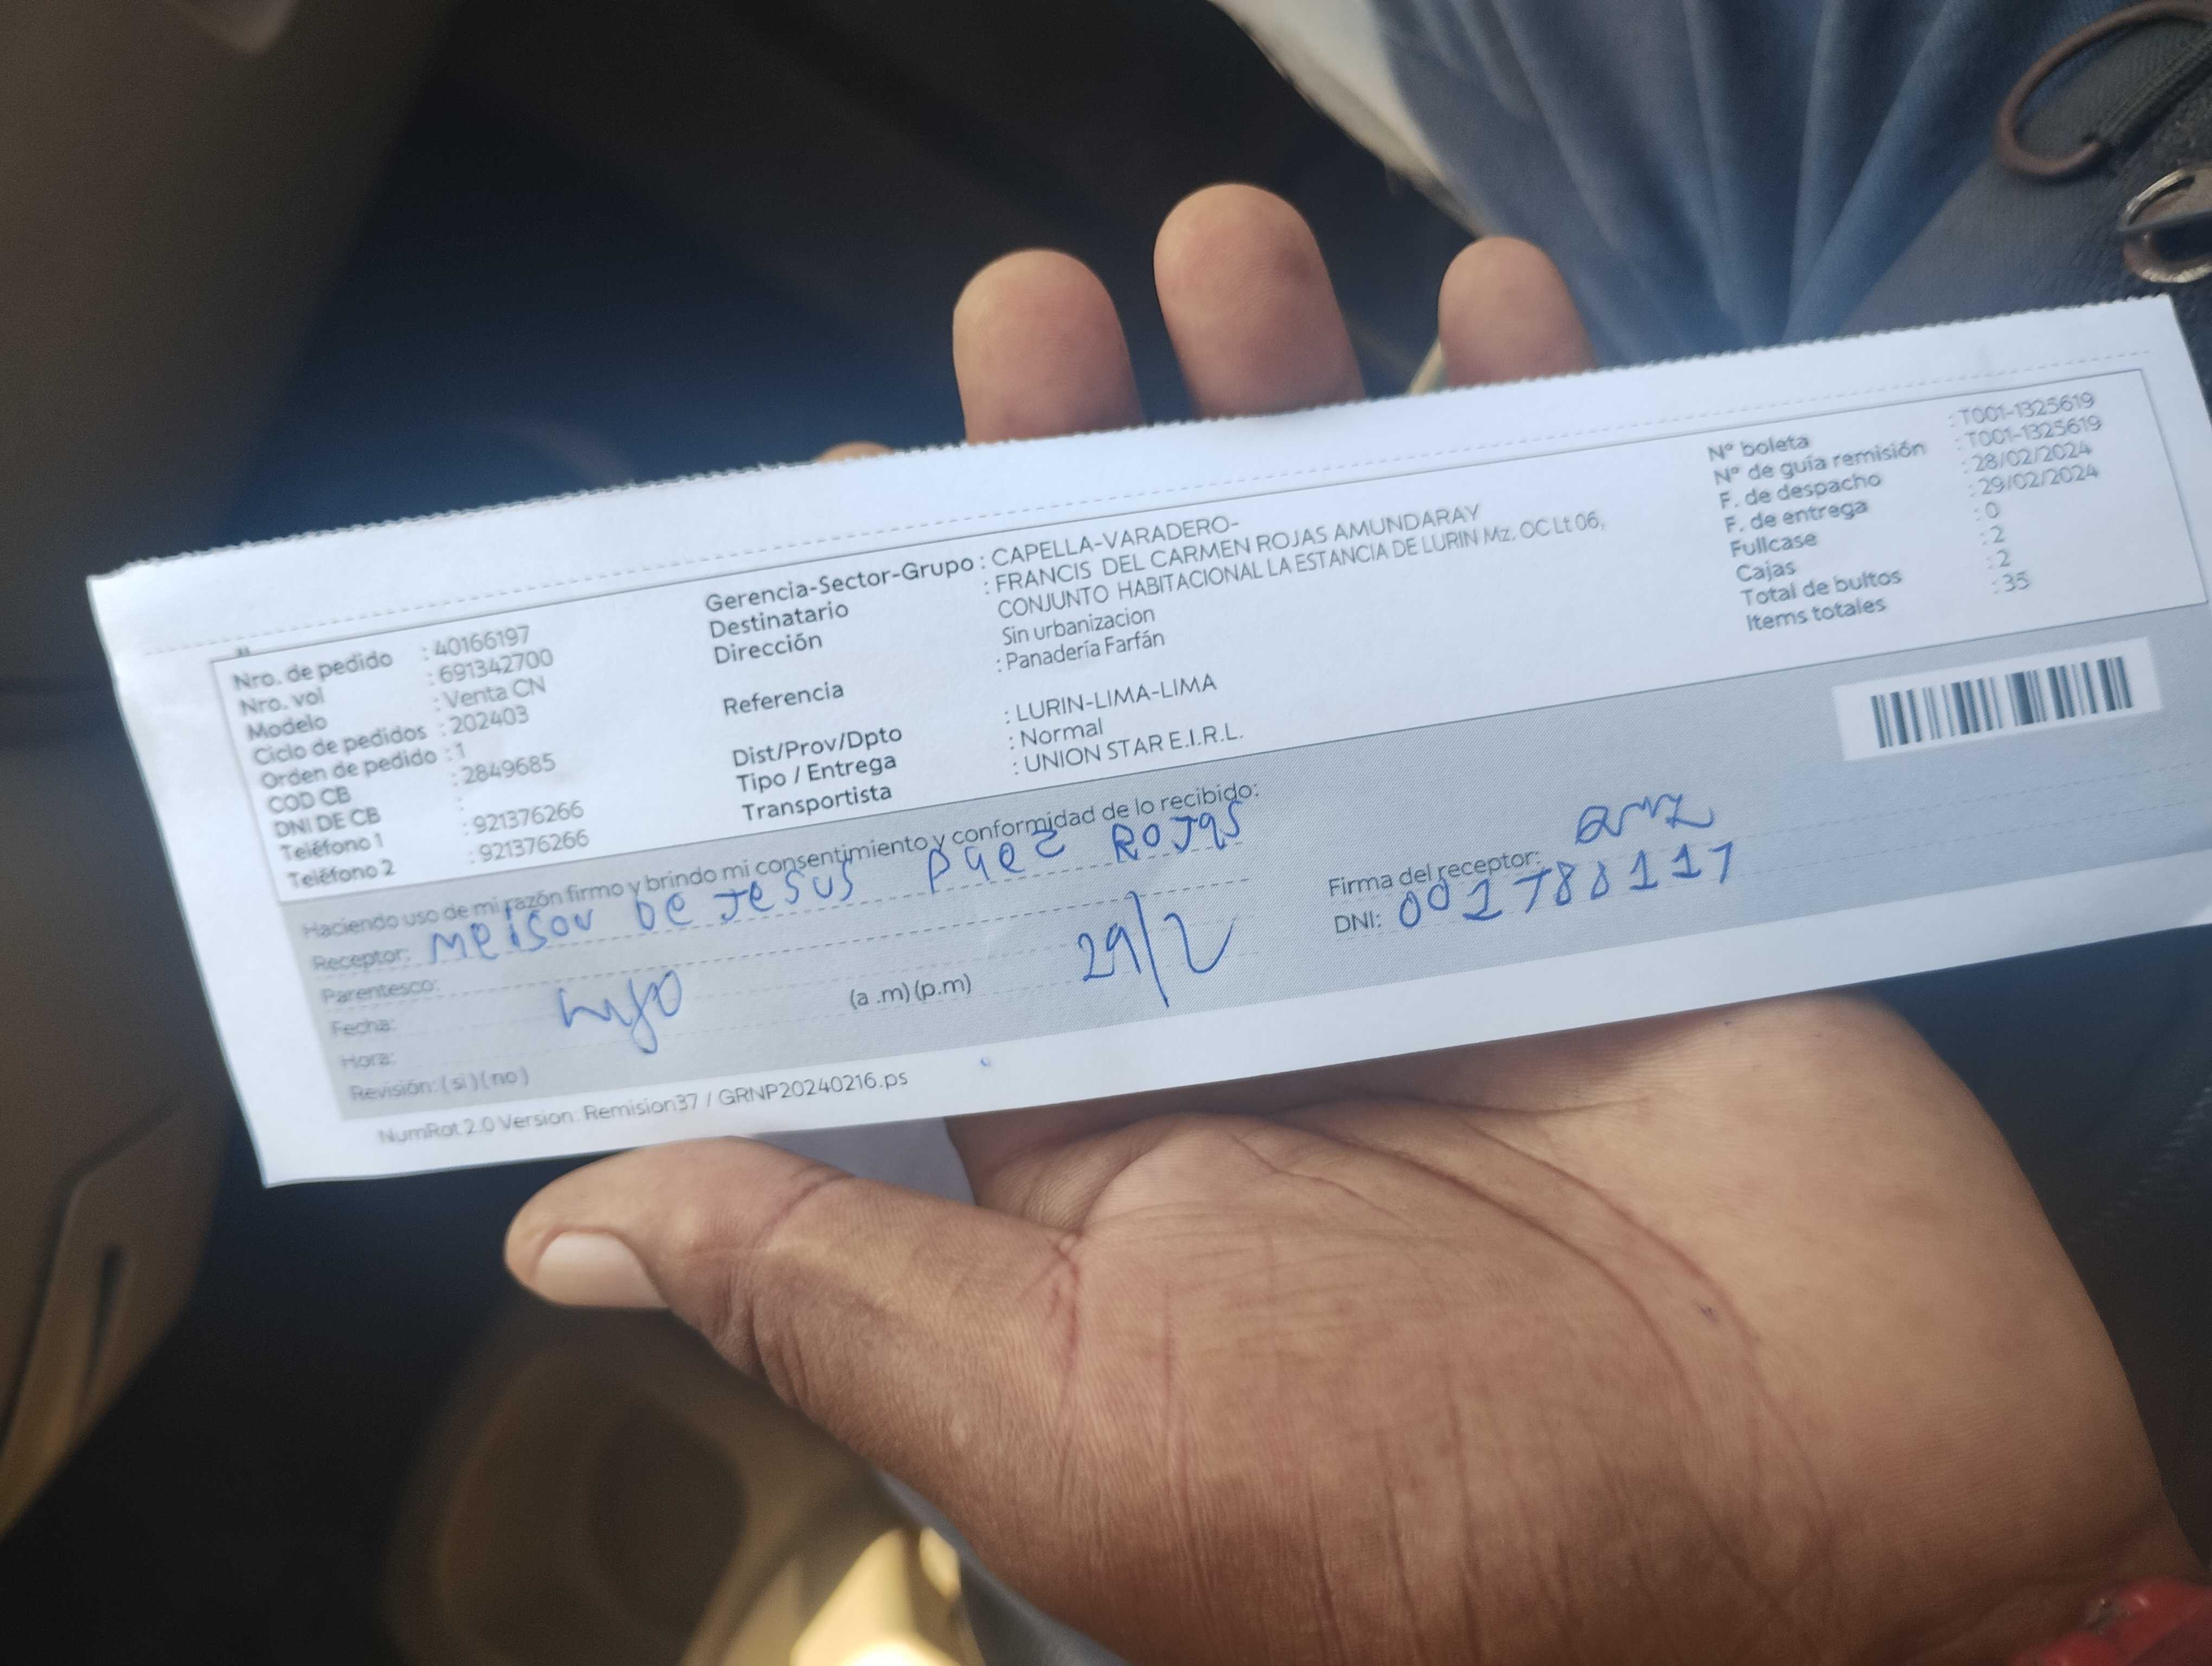 Nro. de pedido : 40166197
Nro. vol : 691342700
Modelo : Venta CN
Ciclo de pedidos : 202403
Orden de pedido : 1
COD CB : 2849685
DNI DE CB :
Teléfono 1 : 921376266
Teléfono 2 : 921376266
Gerencia-Sector-Grupo : CAPELLA-VARADERO-
Destinatario : FRANCIS DEL CARMEN ROJAS AMUNDARAY
Dirección CONJUNTO HABITACIONAL LA ESTANCIA DE LURIN Mz. OC Lt 06,
Sin urbanizacion
Referencia : Panadería Farfán
Dist/Prov/Dpto : LURIN-LIMA-LIMA
Tipo / Entrega : Normal
Transportista : UNION STAR E.I.R.L.
Nº boleta : T001-1325619
Nº de guía remisión : T001-1325619
F. de despacho : 28/02/2024
F. de entrega : 29/02/2024
Fullcase : 0
Cajas : 2
Total de bultos : 2
Items totales : 35
Haciendo uso de mi razón firmo y brindo mi consentimiento y conformidad de lo recibido:
Receptor: Meisou De Jesus Paez Rojas
Firma del receptor:
Parentesco:
DNI: 001788117
Fecha: hijo 29/2
Hora: (a .m) (p.m)
Revisión: ( si ) ( no )
NumRot 2.0 Version: Remision37 / GRNP20240216.ps